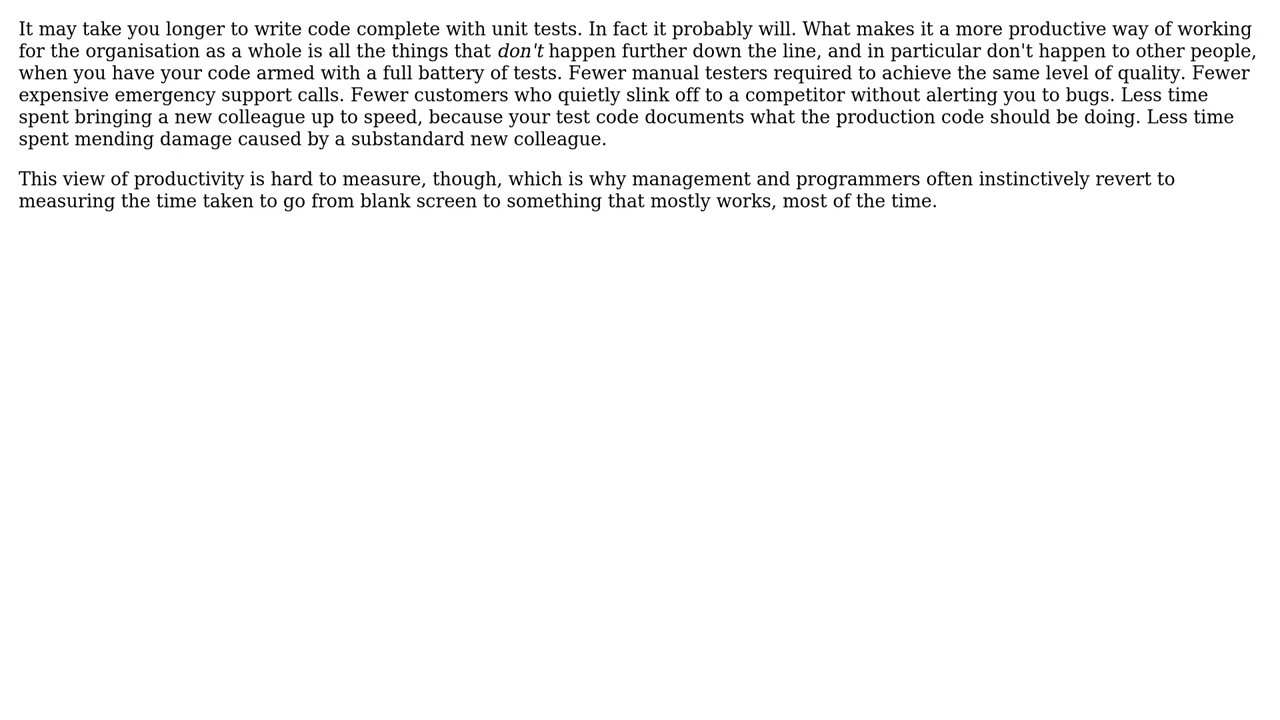 It may take you longer to write code complete with unit tests. In fact it probably will. What makes it a more productive way of working
for the organisation as a whole is all the things that don't happen further down the line, and in particular don't happen to other people,
when you have your code armed with a full battery of tests. Fewer manual testers required to achieve the same level of quality. Fewer
expensive emergency support calls. Fewer customers who quietly slink off to a competitor without alerting you to bugs. Less time
spent bringing a new colleague up to speed, because your test code documents what the production code should be doing. Less time
spent mending damage caused by a substandard new colleague.
This view of productivity is hard to measure, though, which is why management and programmers often instinctively revert to
measuring the time taken to go from blank screen to something that mostly works, most of the time.